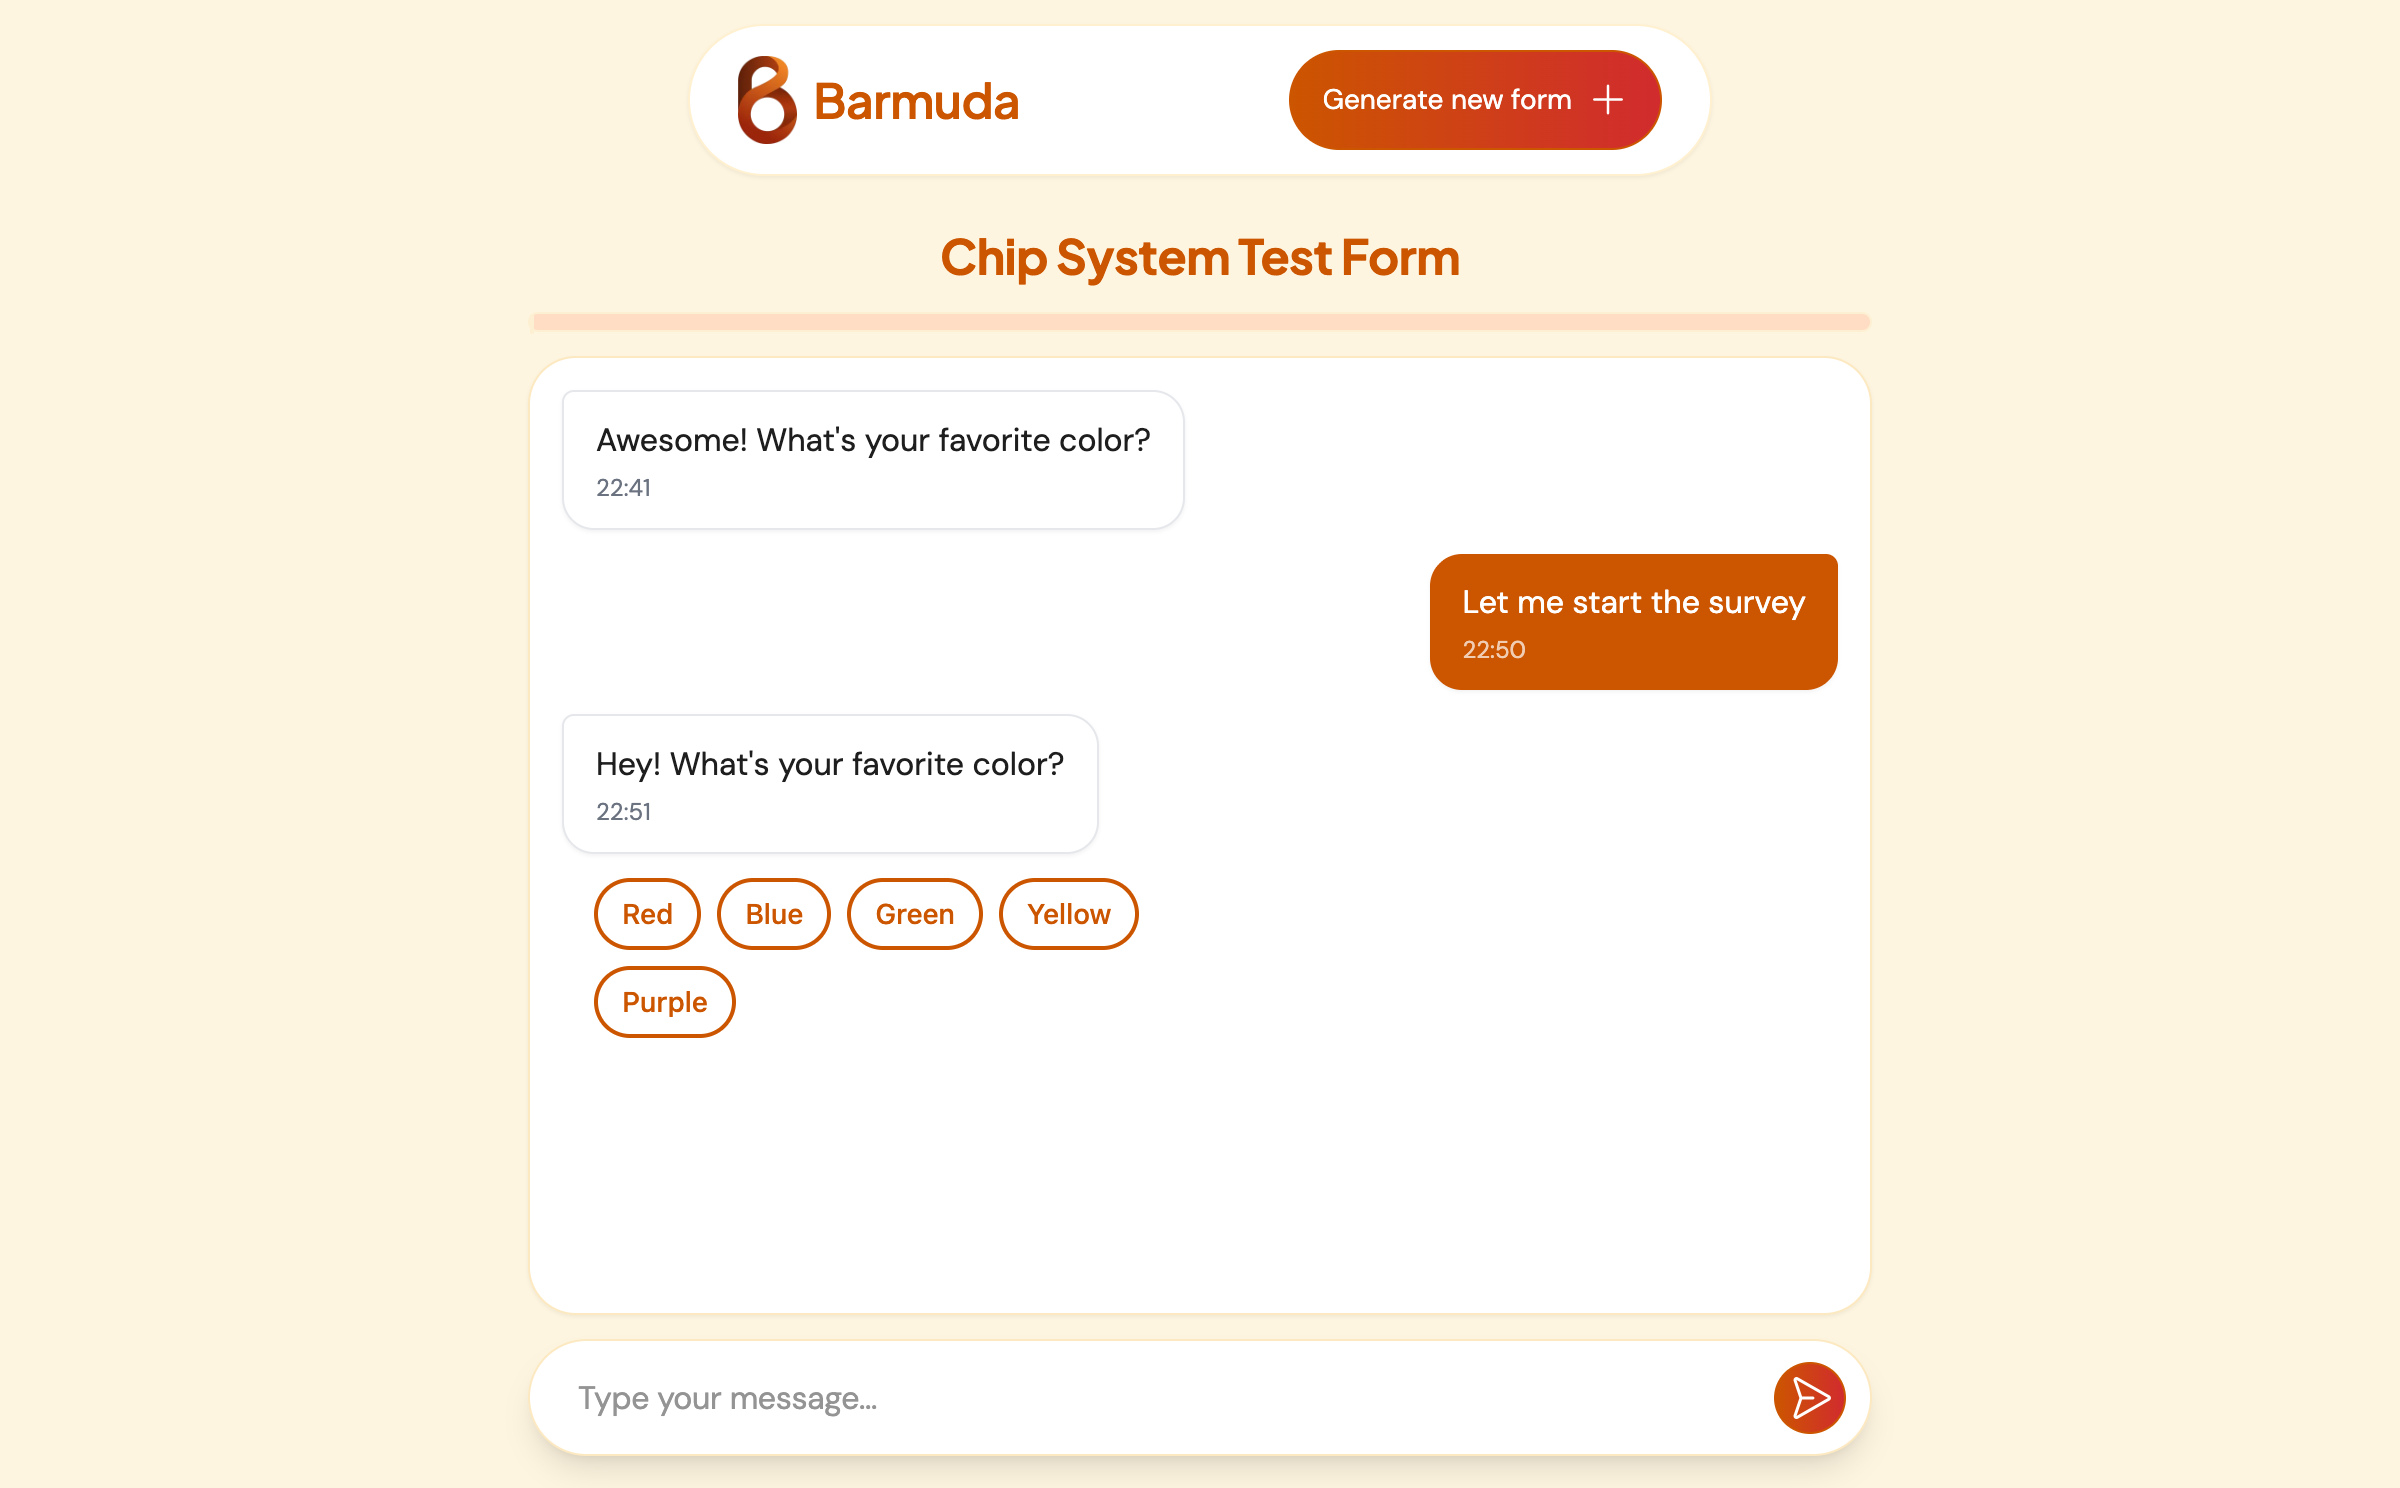 Barmuda
Generate new form
Chip System Test Form
Awesome! What's your favorite color?
22:41
Let me start the survey
22:50
Hey! What's your favorite color?
22:51
Red Blue Green Yellow
Purple
Type your message...